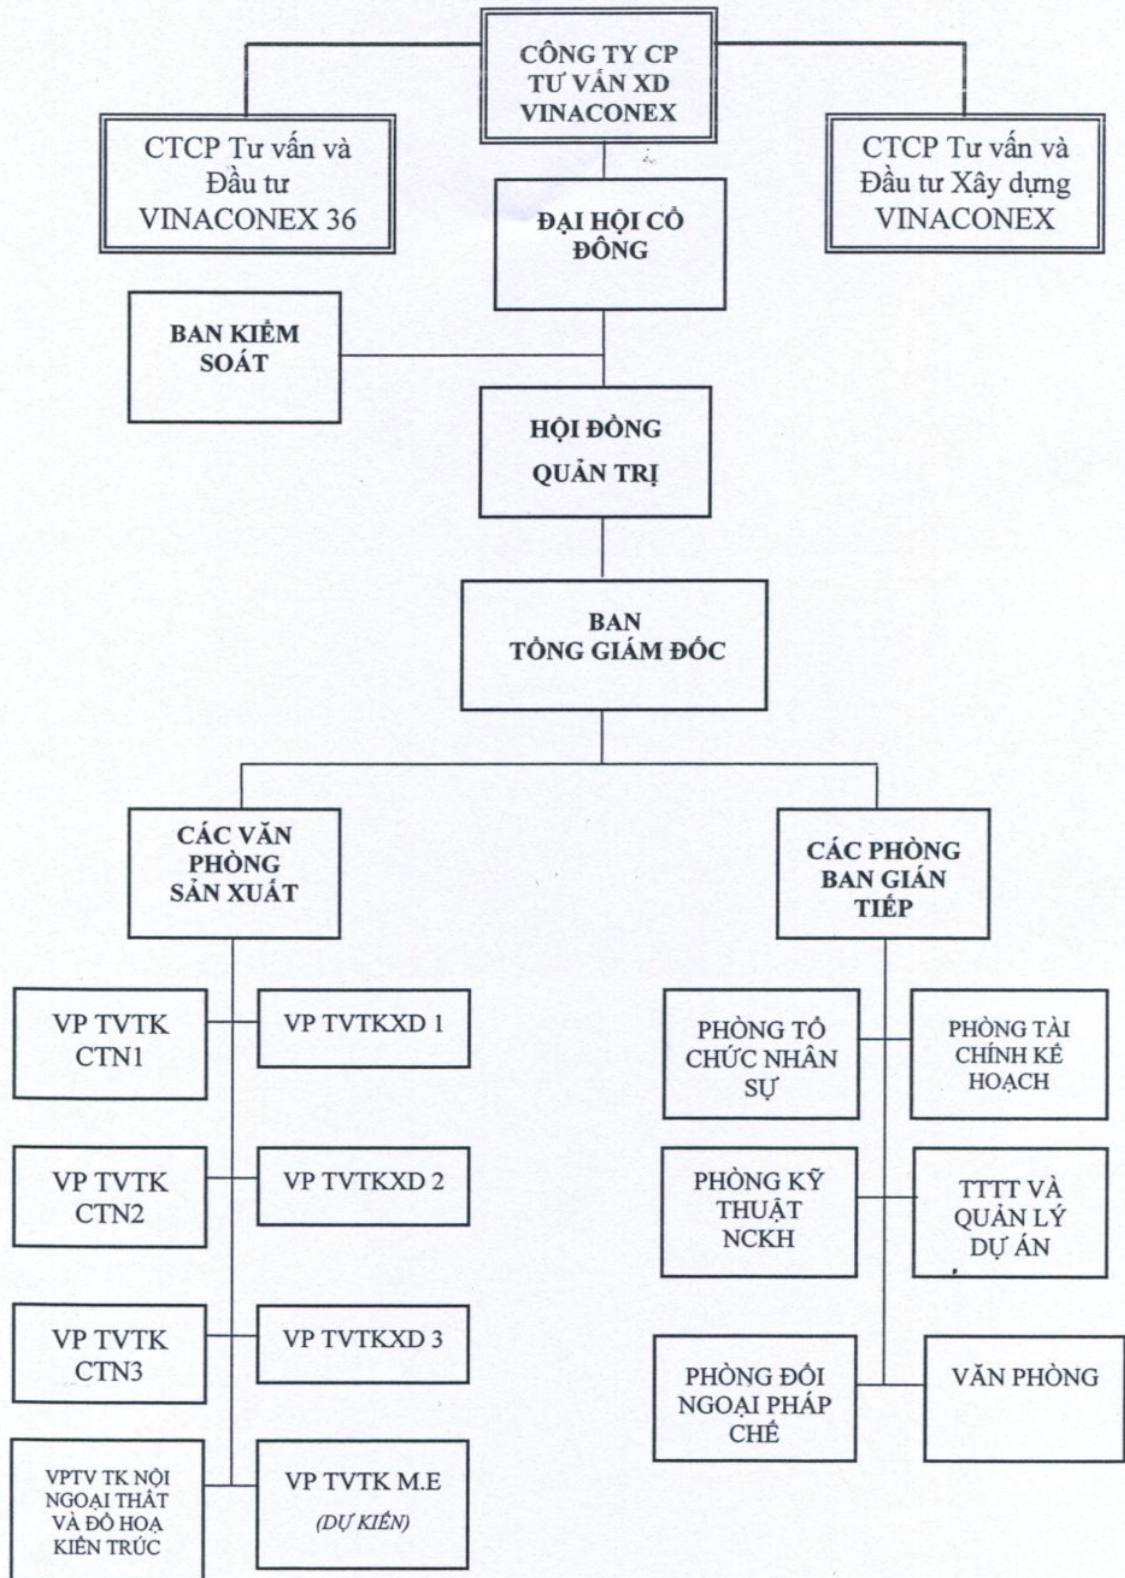 CÔNG TY CP
TƯ VẤN XD
VINACONEX
CTCP Tư vấn và
Đầu tư
VINACONEX 36
CTCP Tư vấn và
Đầu tư Xây dựng
VINACONEX
ĐẠI HỘI CỔ
ĐÔNG
BAN KIỂM
SOÁT
HỘI ĐỒNG
QUẢN TRỊ
BAN
TỔNG GIÁM ĐỐC
CÁC VĂN
PHÒNG
SẢN XUẤT
CÁC PHÒNG
BAN GIÁN
TIẾP
VP TVTK
CTN1
VP TVTKXD 1
VP TVTK
CTN2
VP TVTKXD 2
VP TVTK
CTN3
VP TVTKXD 3
VPTV TK NỘI
NGOẠI THẤT
VÀ ĐỒ HOẠ
KIẾN TRÚC
VP TVTK M.E
(DỰ KIẾN)
PHÒNG TỔ
CHỨC NHÂN
SỰ
PHÒNG TÀI
CHÍNH KẾ
HOẠCH
PHÒNG KỸ
THUẬT
NCKH
TTTT VÀ
QUẢN LÝ
DỰ ÁN
PHÒNG ĐỐI
NGOẠI PHÁP
CHẾ
VĂN PHÒNG